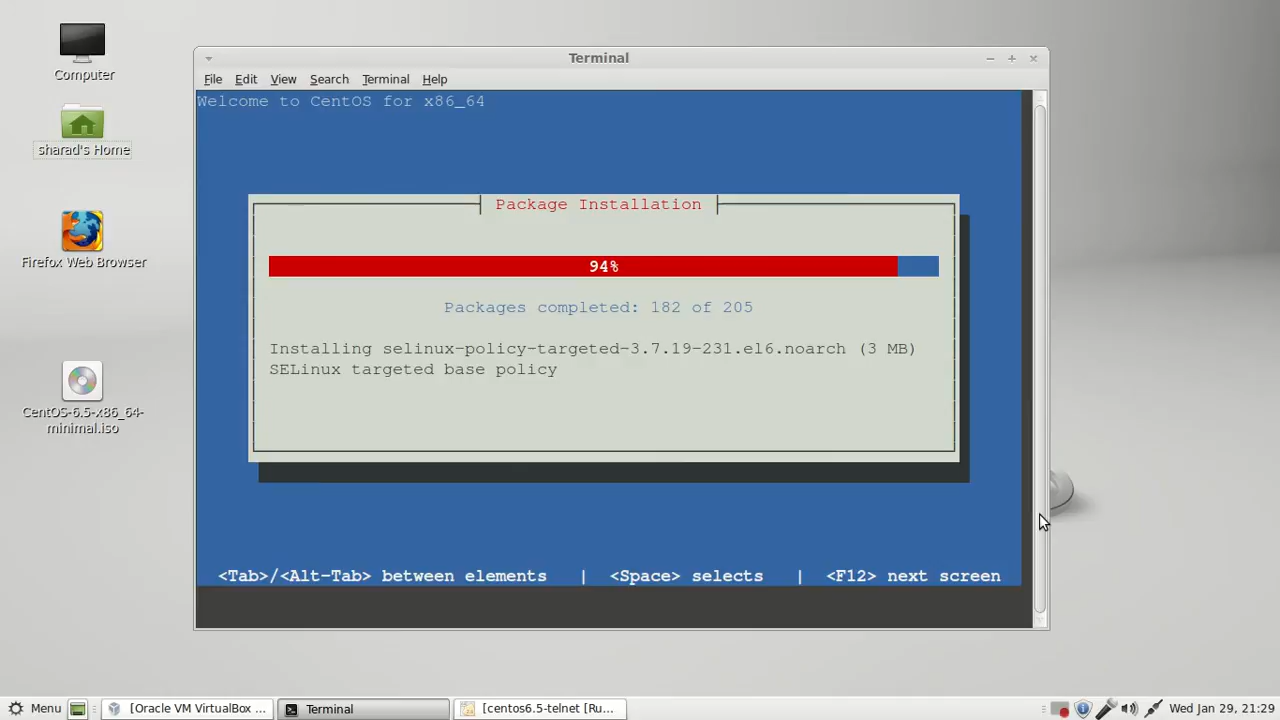 Computer
sharad's Home
Firefox Web Browser
CentOS-6.5-x86_64-
minimal.iso
Terminal
File Edit View Search Terminal Help
Welcome to CentOS for x86_64
Package Installation
94%
Packages completed: 182 of 205
Installing selinux-policy-targeted-3.7.19-231.el6.noarch (3 MB)
SELinux targeted base policy
<Tab>/<Alt-Tab> between elements | <Space> selects | <F12> next screen
Menu [Oracle VM VirtualBox ... Terminal [centos6.5-telnet [Ru... Wed Jan 29, 21:29